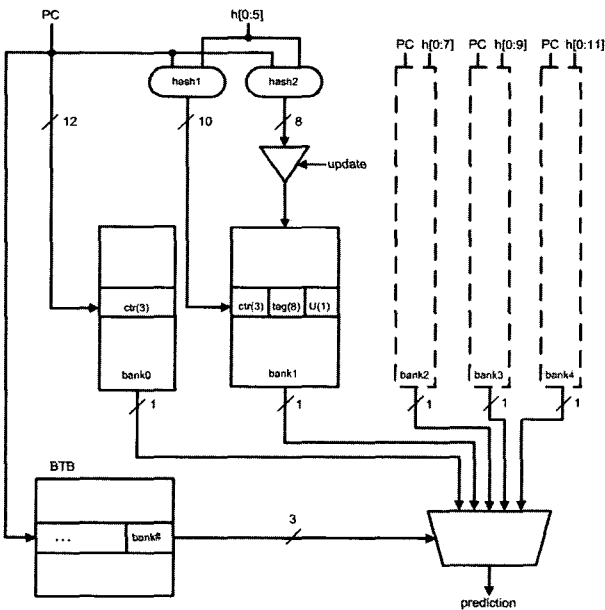 PC
h[0:5]
PC h[0:7]
PC h[0:9]
PC h[0:11]
hash1
hash2
12
10
8
update
ctr(3)
ctr(3)
tag(8)
U(1)
bank0
bank1
bank2
bank3
bank4
1
1
1
1
1
BTB
...
bank#
3
prediction